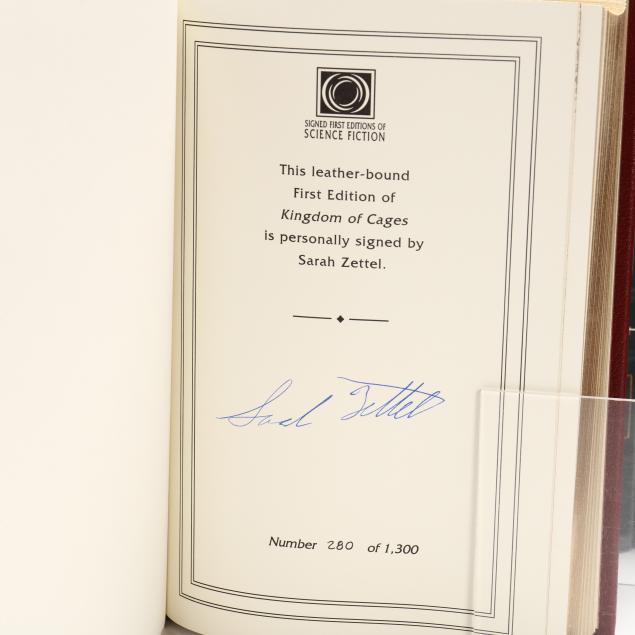 SIGNED FIRST EDITIONS OF
SCIENCE FICTION
This leather-bound
First Edition of
Kingdom of Cages
is personally signed by
Sarah Zettel.
Sarah Zettel
Number 280 of 1,300